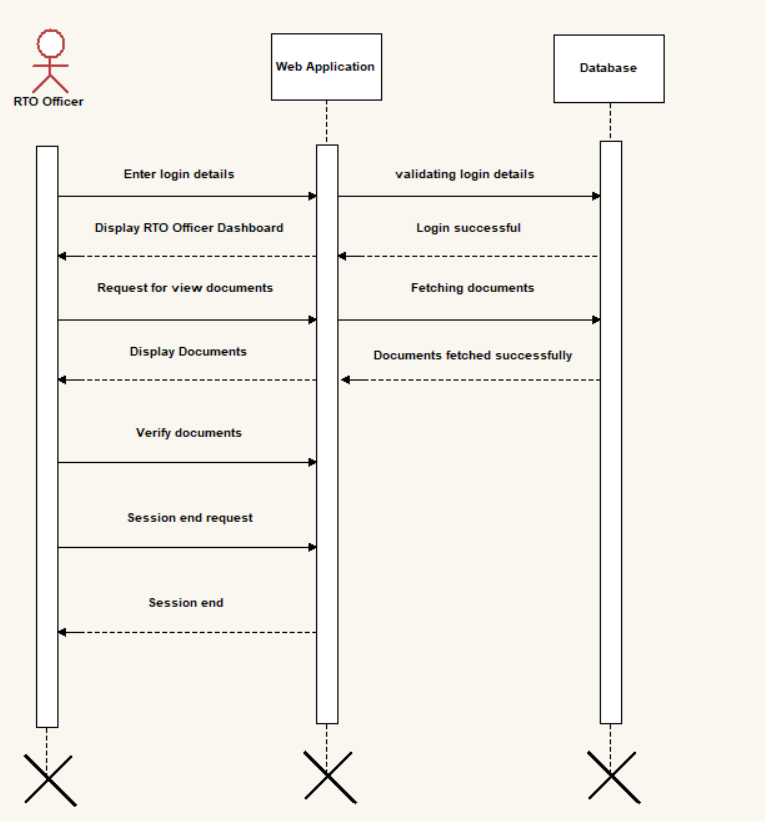 Web Application
Database
RTO Officer
Enter login details
validating login details
Display RTO Officer Dashboard
Login successful
Request for view documents
Fetching documents
Display Documents
Documents fetched successfully
Verify documents
Session end request
Session end